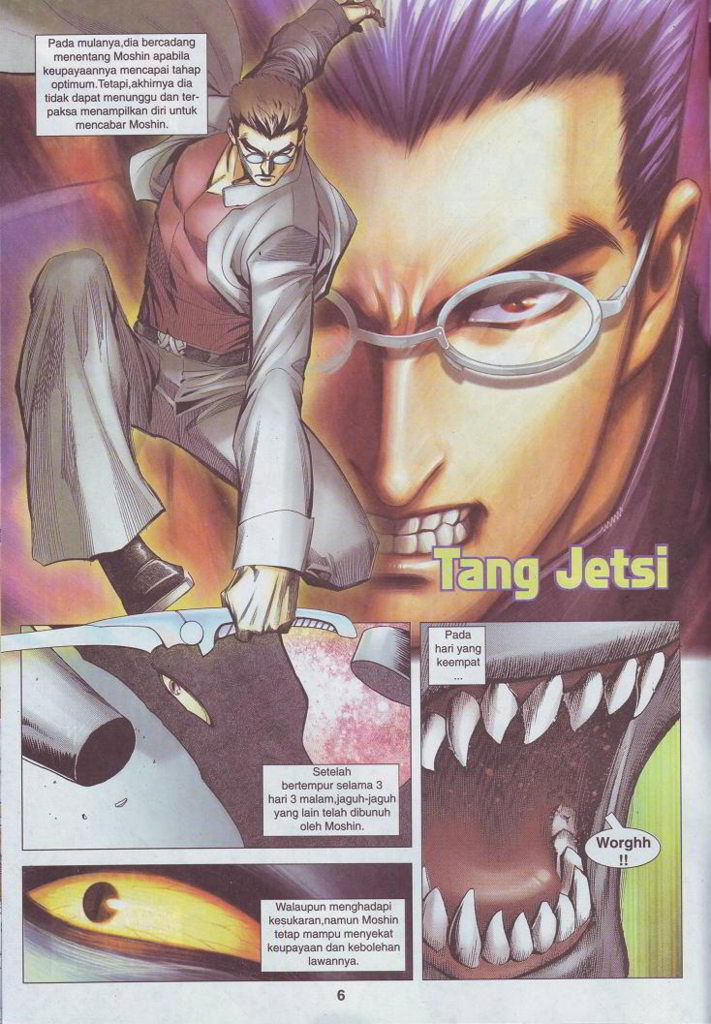 Pada mulanya,dia bercadang
menentang Moshin apabila
keupayaannya mencapai tahap
optimum.Tetapi,akhirnya dia
tidak dapat menunggu dan ter-
paksa menampilkan diri untuk
mencabar Moshin.
Tang Jetsi
Setelah
bertempur selama 3
hari 3 malam,jaguh-jaguh
yang lain telah dibunuh
oleh Moshin.
Pada
hari yang
keempat
...
Worghh
!!
Walaupun menghadapi
kesukaran,namun Moshin
tetap mampu menyekat
keupayaan dan kebolehan
lawannya.
6